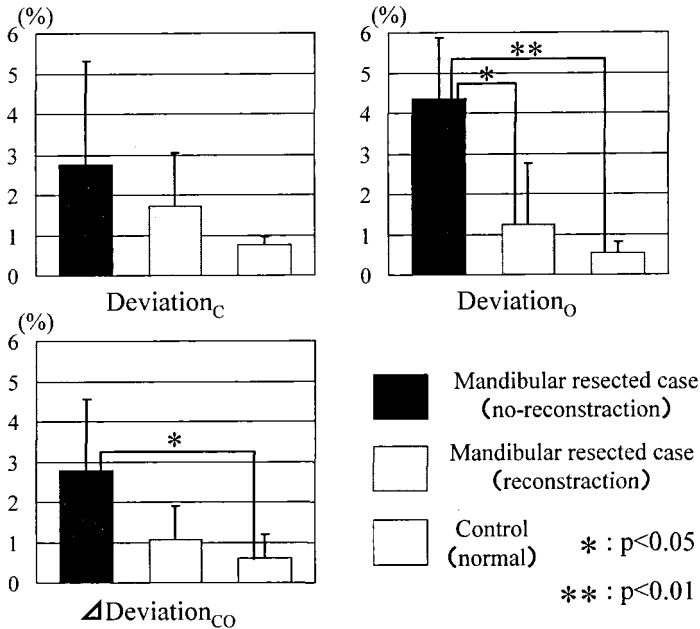 (%)
6
5
4
3
2
1
0
Deviation_C
(%)
6
5
4
3
2
1
0
**
*
Deviation_O
(%)
6
5
4
3
2
1
0
*
⊿Deviation_CO
Mandibular resected case
(no-reconstraction)
Mandibular resected case
(reconstraction)
Control
(normal)
* : p<0.05
** : p<0.01